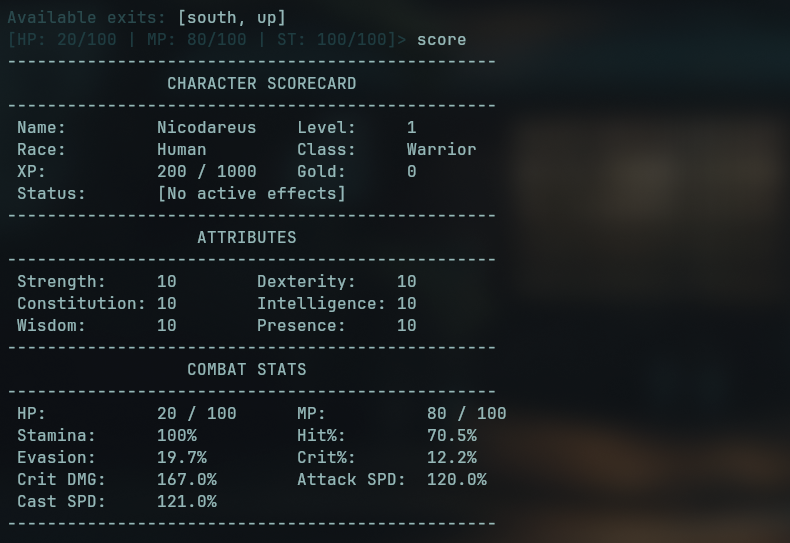 Available exits: [south, up]
[HP: 20/100 | MP: 80/100 | ST: 100/100]> score
-------------------------------------------------
CHARACTER SCORECARD
-------------------------------------------------
Name: Nicodareus Level: 1
Race: Human Class: Warrior
XP: 200 / 1000 Gold: 0
Status: [No active effects]
-------------------------------------------------
ATTRIBUTES
-------------------------------------------------
Strength: 10 Dexterity: 10
Constitution: 10 Intelligence: 10
Wisdom: 10 Presence: 10
-------------------------------------------------
COMBAT STATS
-------------------------------------------------
HP: 20 / 100 MP: 80 / 100
Stamina: 100% Hit%: 70.5%
Evasion: 19.7% Crit%: 12.2%
Crit DMG: 167.0% Attack SPD: 120.0%
Cast SPD: 121.0%
-------------------------------------------------